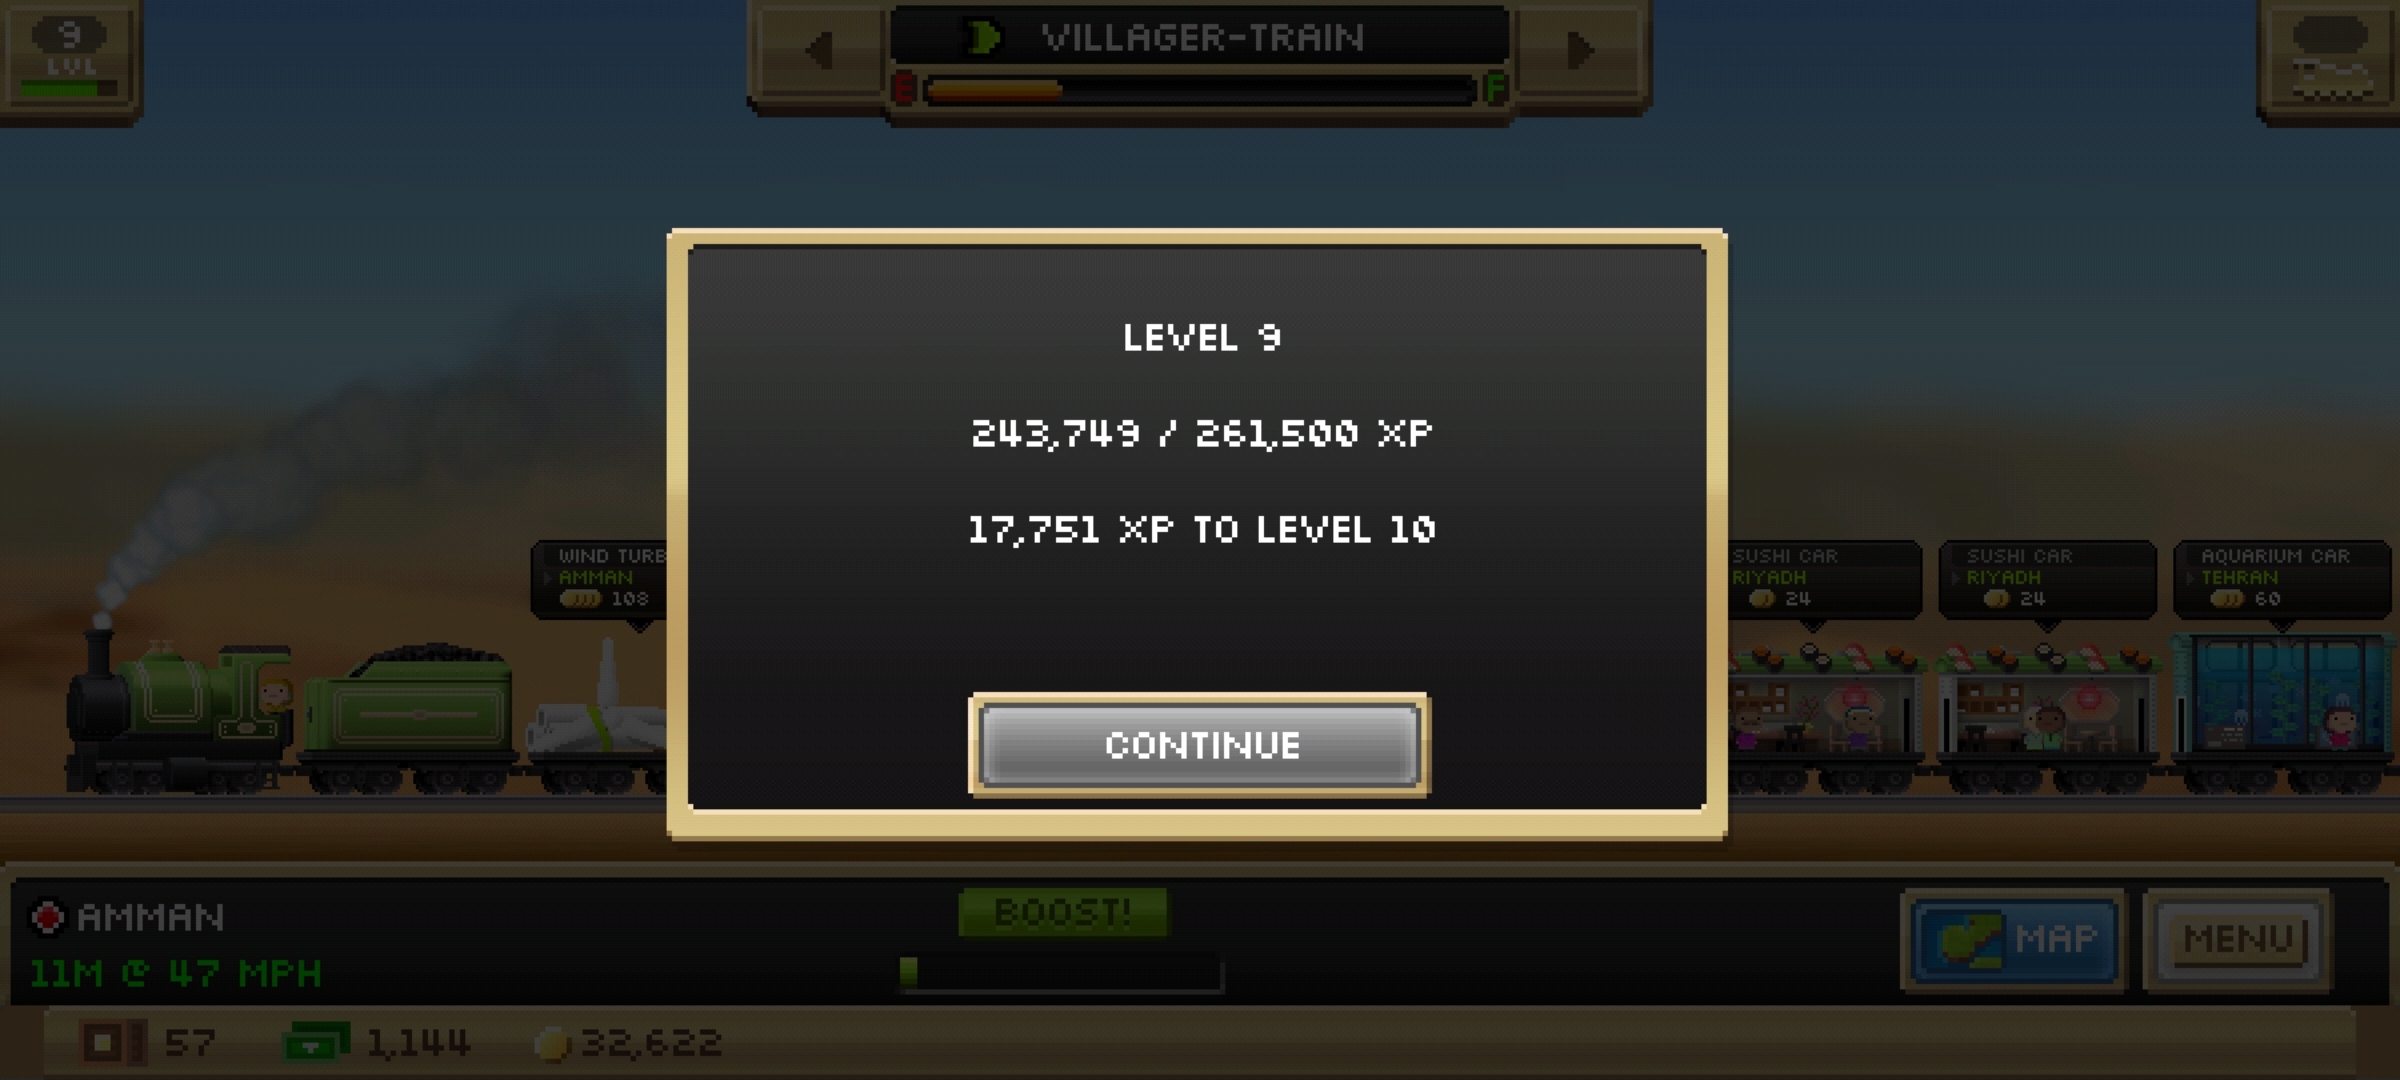 9
LVL
VILLAGER-TRAIN
E
F
LEVEL 9
243,749 / 261,500 XP
17,751 XP TO LEVEL 10
CONTINUE
WIND TURB
AMMAN
108
SUSHI CAR
RIYADH
24
SUSHI CAR
RIYADH
24
AQUARIUM CAR
TEHRAN
60
AMMAN
11M @ 47 MPH
BOOST!
MAP
MENU
57
1,144
32,622